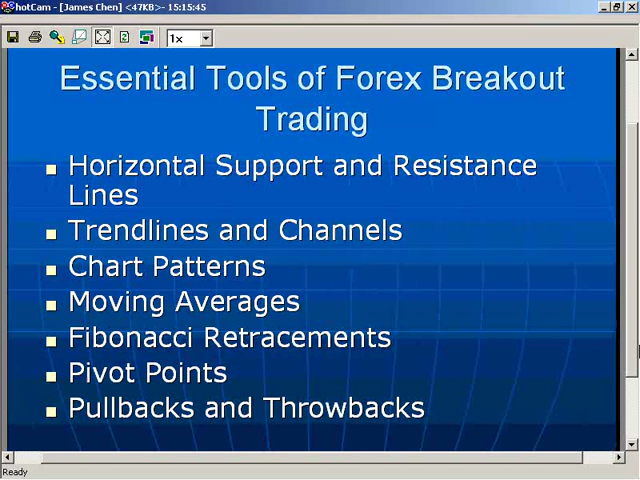 hotCam - [James Chen] <47KB>- 15:15:45
1x
Essential Tools of Forex Breakout
Trading
Horizontal Support and Resistance
Lines
Trendlines and Channels
Chart Patterns
Moving Averages
Fibonacci Retracements
Pivot Points
Pullbacks and Throwbacks
Ready